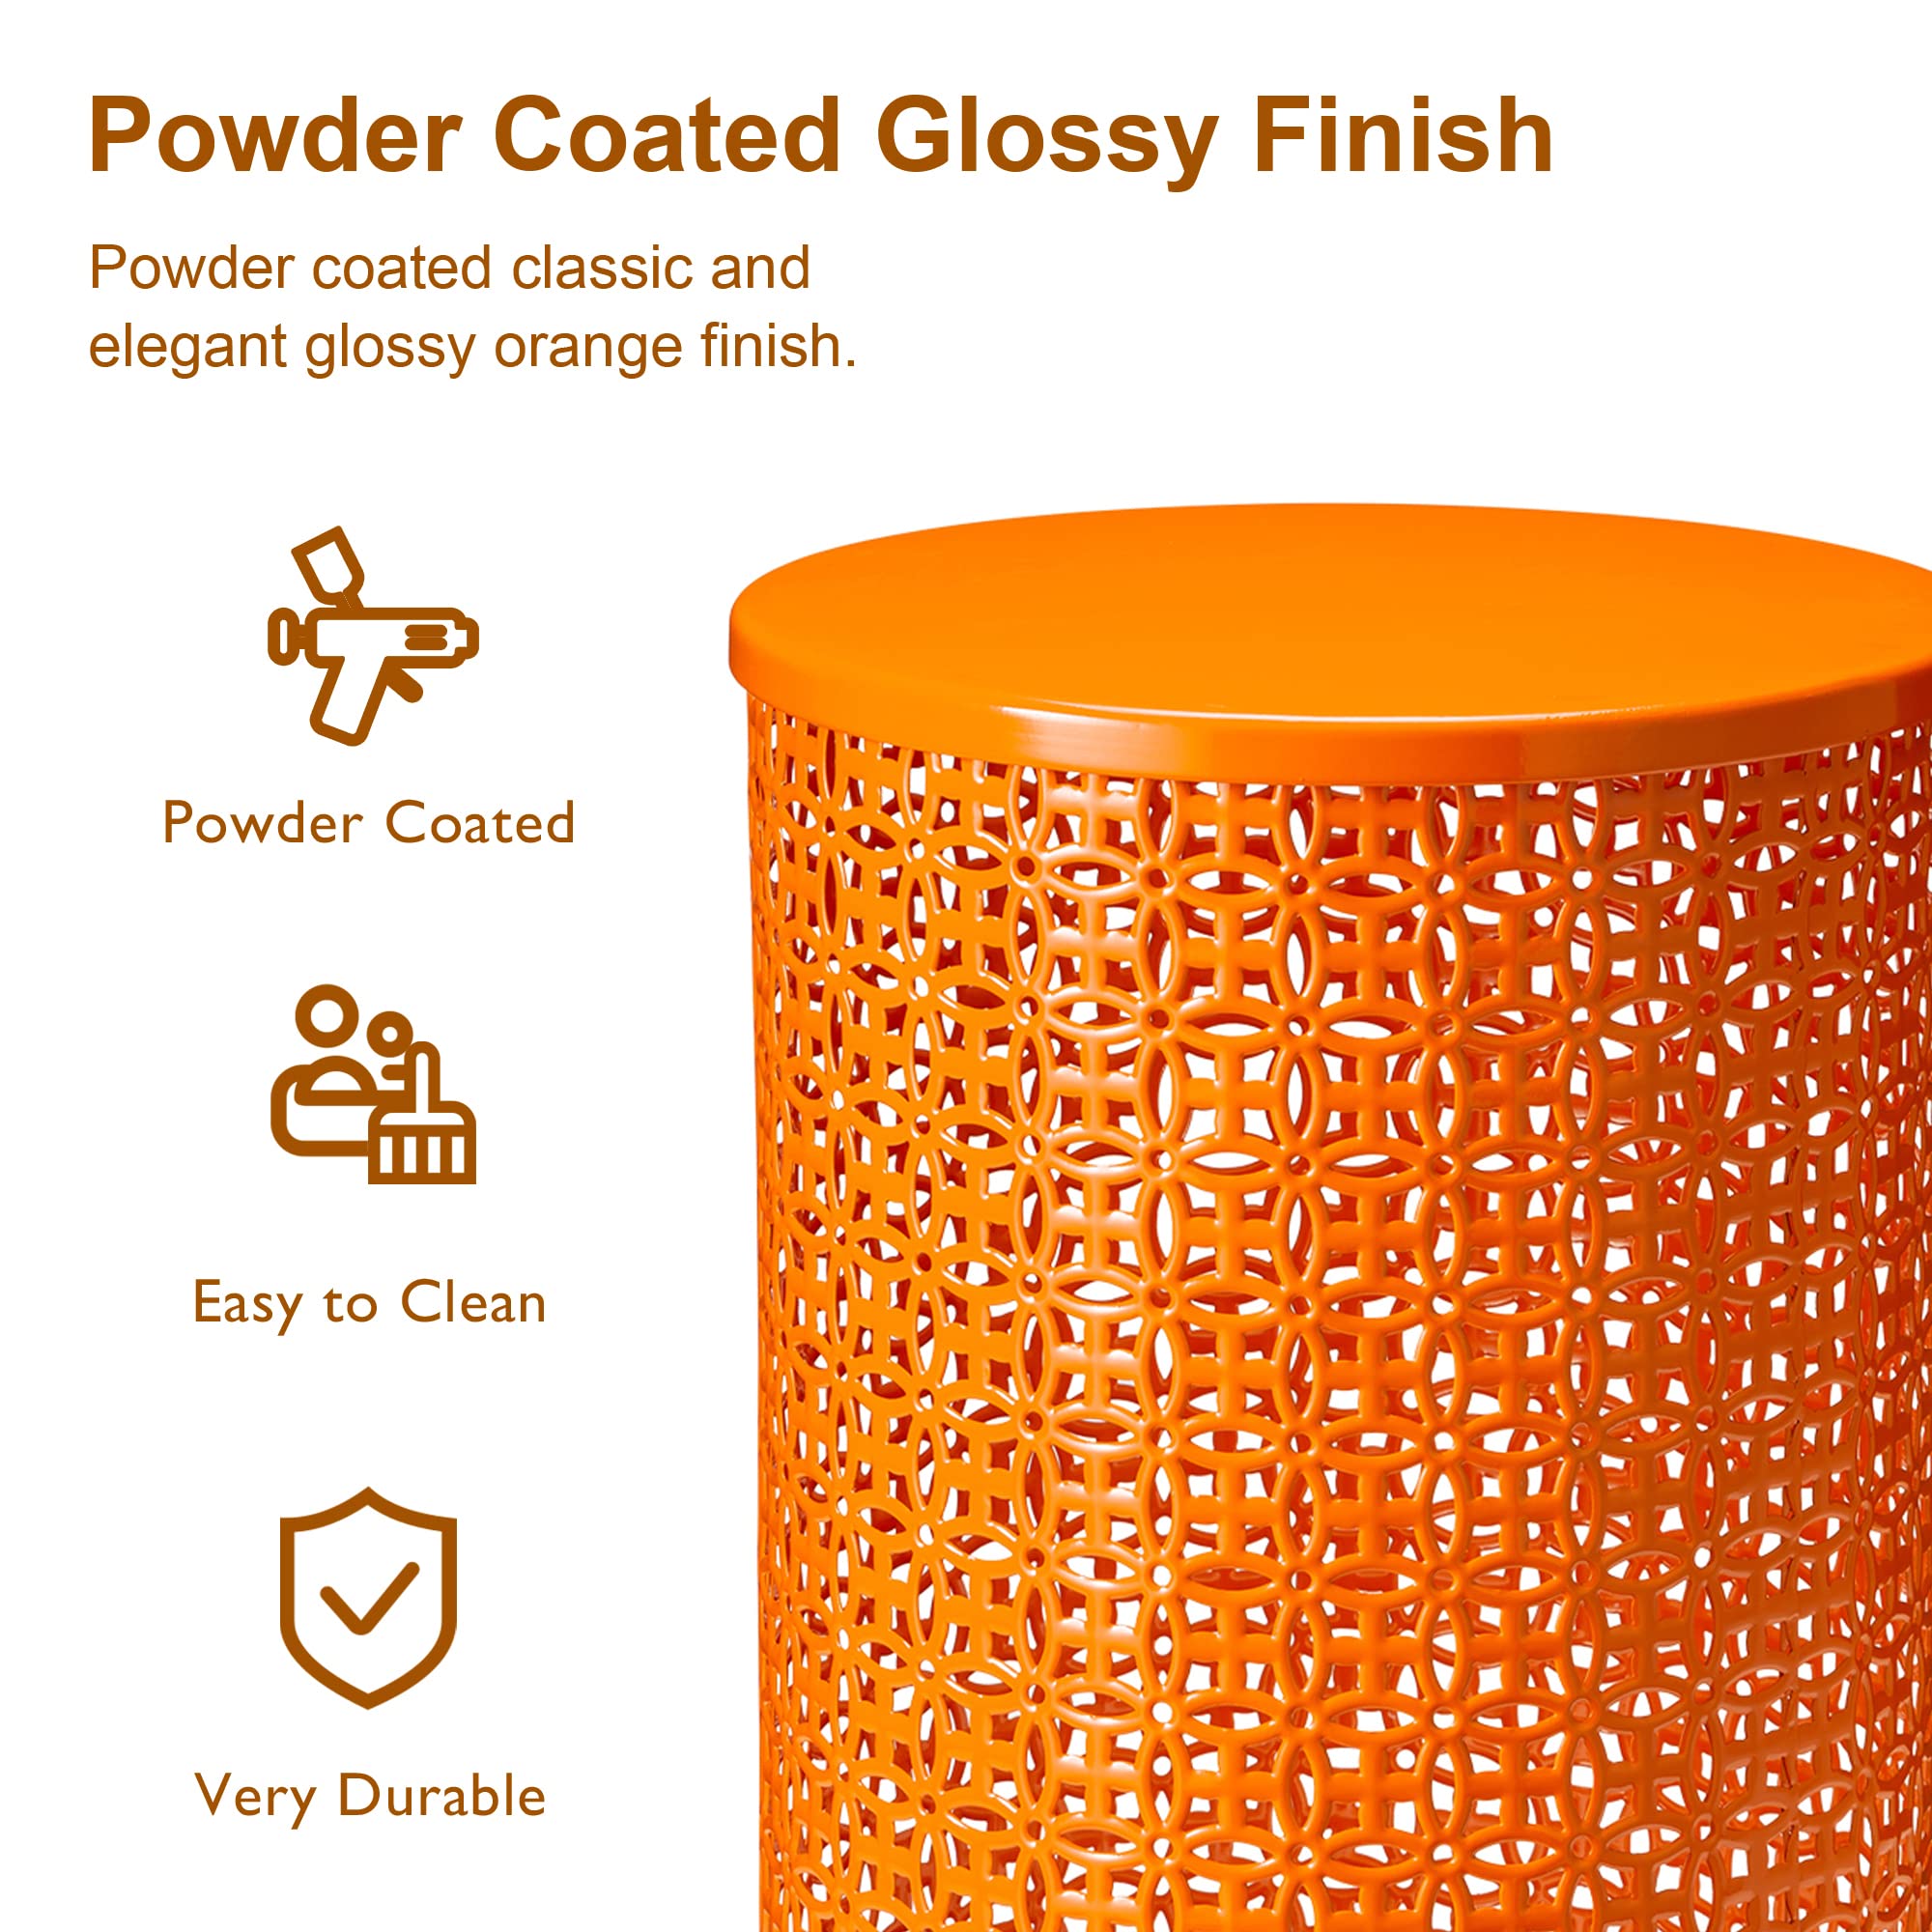 Powder Coated Glossy Finish
Powder coated classic and
elegant glossy orange finish.
Powder Coated
Easy to Clean
Very Durable